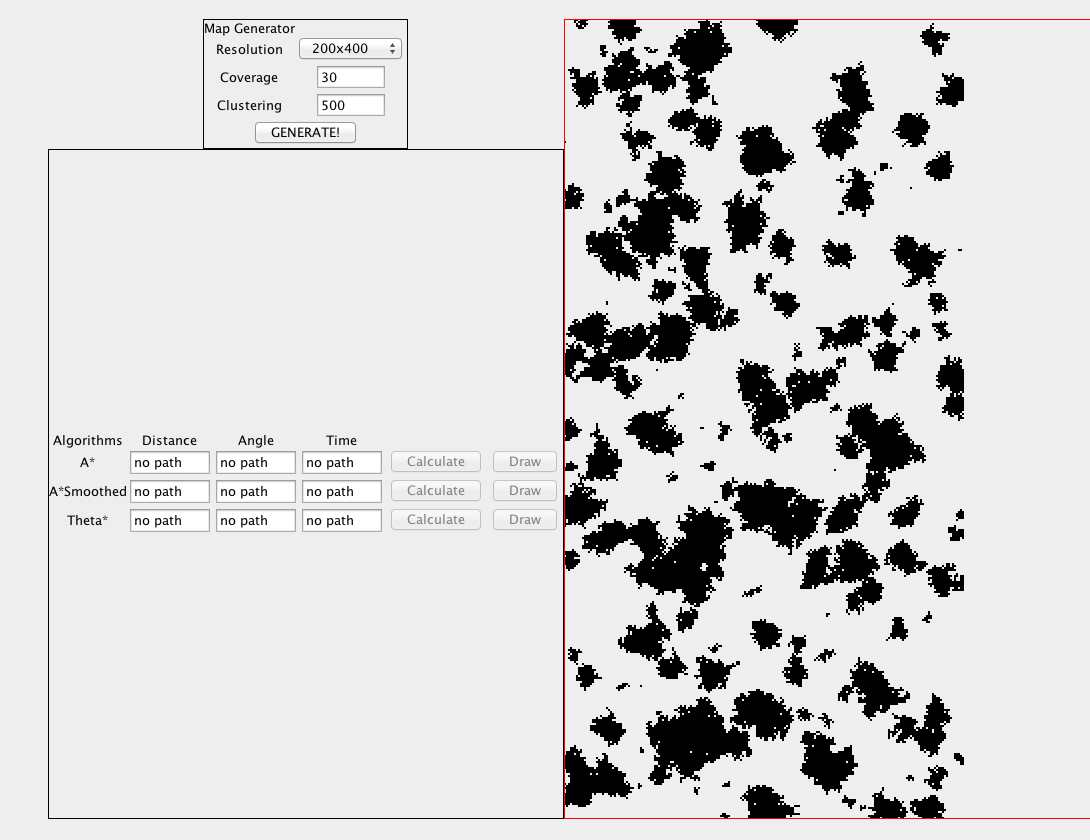 Map Generator
Resolution 200x400
Coverage 30
Clustering 500
GENERATE!
Algorithms Distance Angle Time
A* no path no path no path Calculate Draw
A*Smoothed no path no path no path Calculate Draw
Theta* no path no path no path Calculate Draw